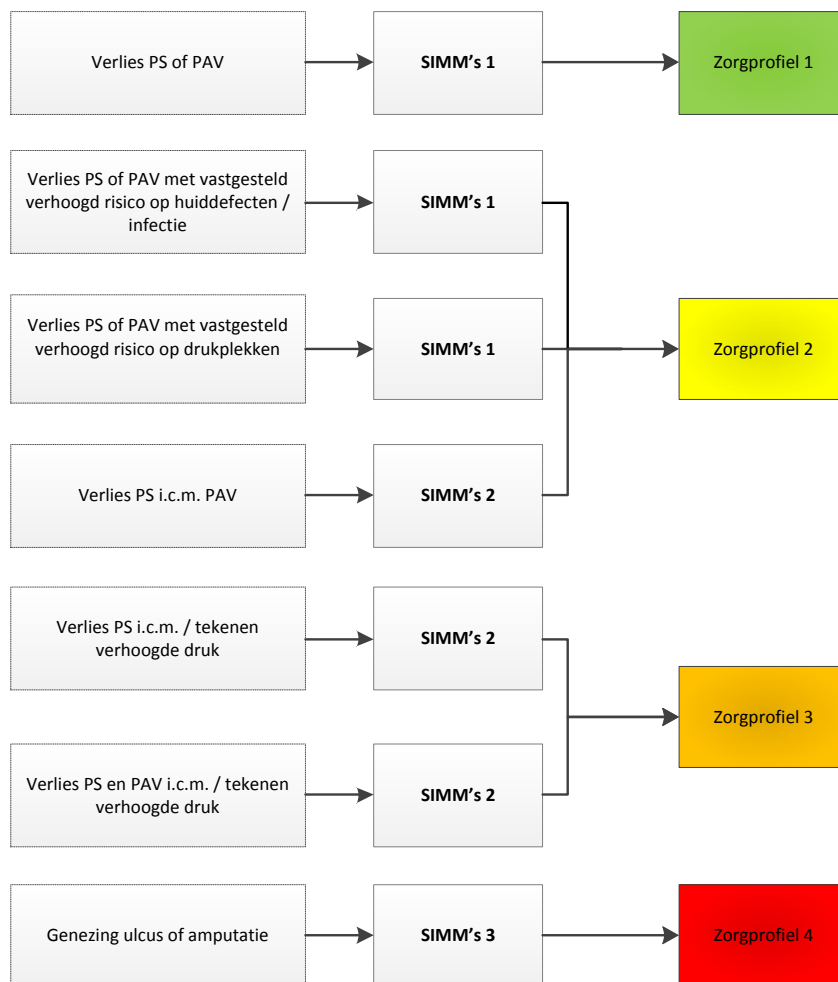 Verlies PS of PAV
SIMM's 1
Zorgprofiel 1
Verlies PS of PAV met vastgesteld
verhoogd risico op huiddefecten /
infectie
SIMM's 1
Verlies PS of PAV met vastgesteld
verhoogd risico op drukplekken
SIMM's 1
Zorgprofiel 2
Verlies PS i.c.m. PAV
SIMM's 2
Verlies PS i.c.m. / tekenen
verhoogde druk
SIMM's 2
Zorgprofiel 3
Verlies PS en PAV i.c.m. / tekenen
verhoogde druk
SIMM's 2
Genezing ulcus of amputatie
SIMM's 3
Zorgprofiel 4